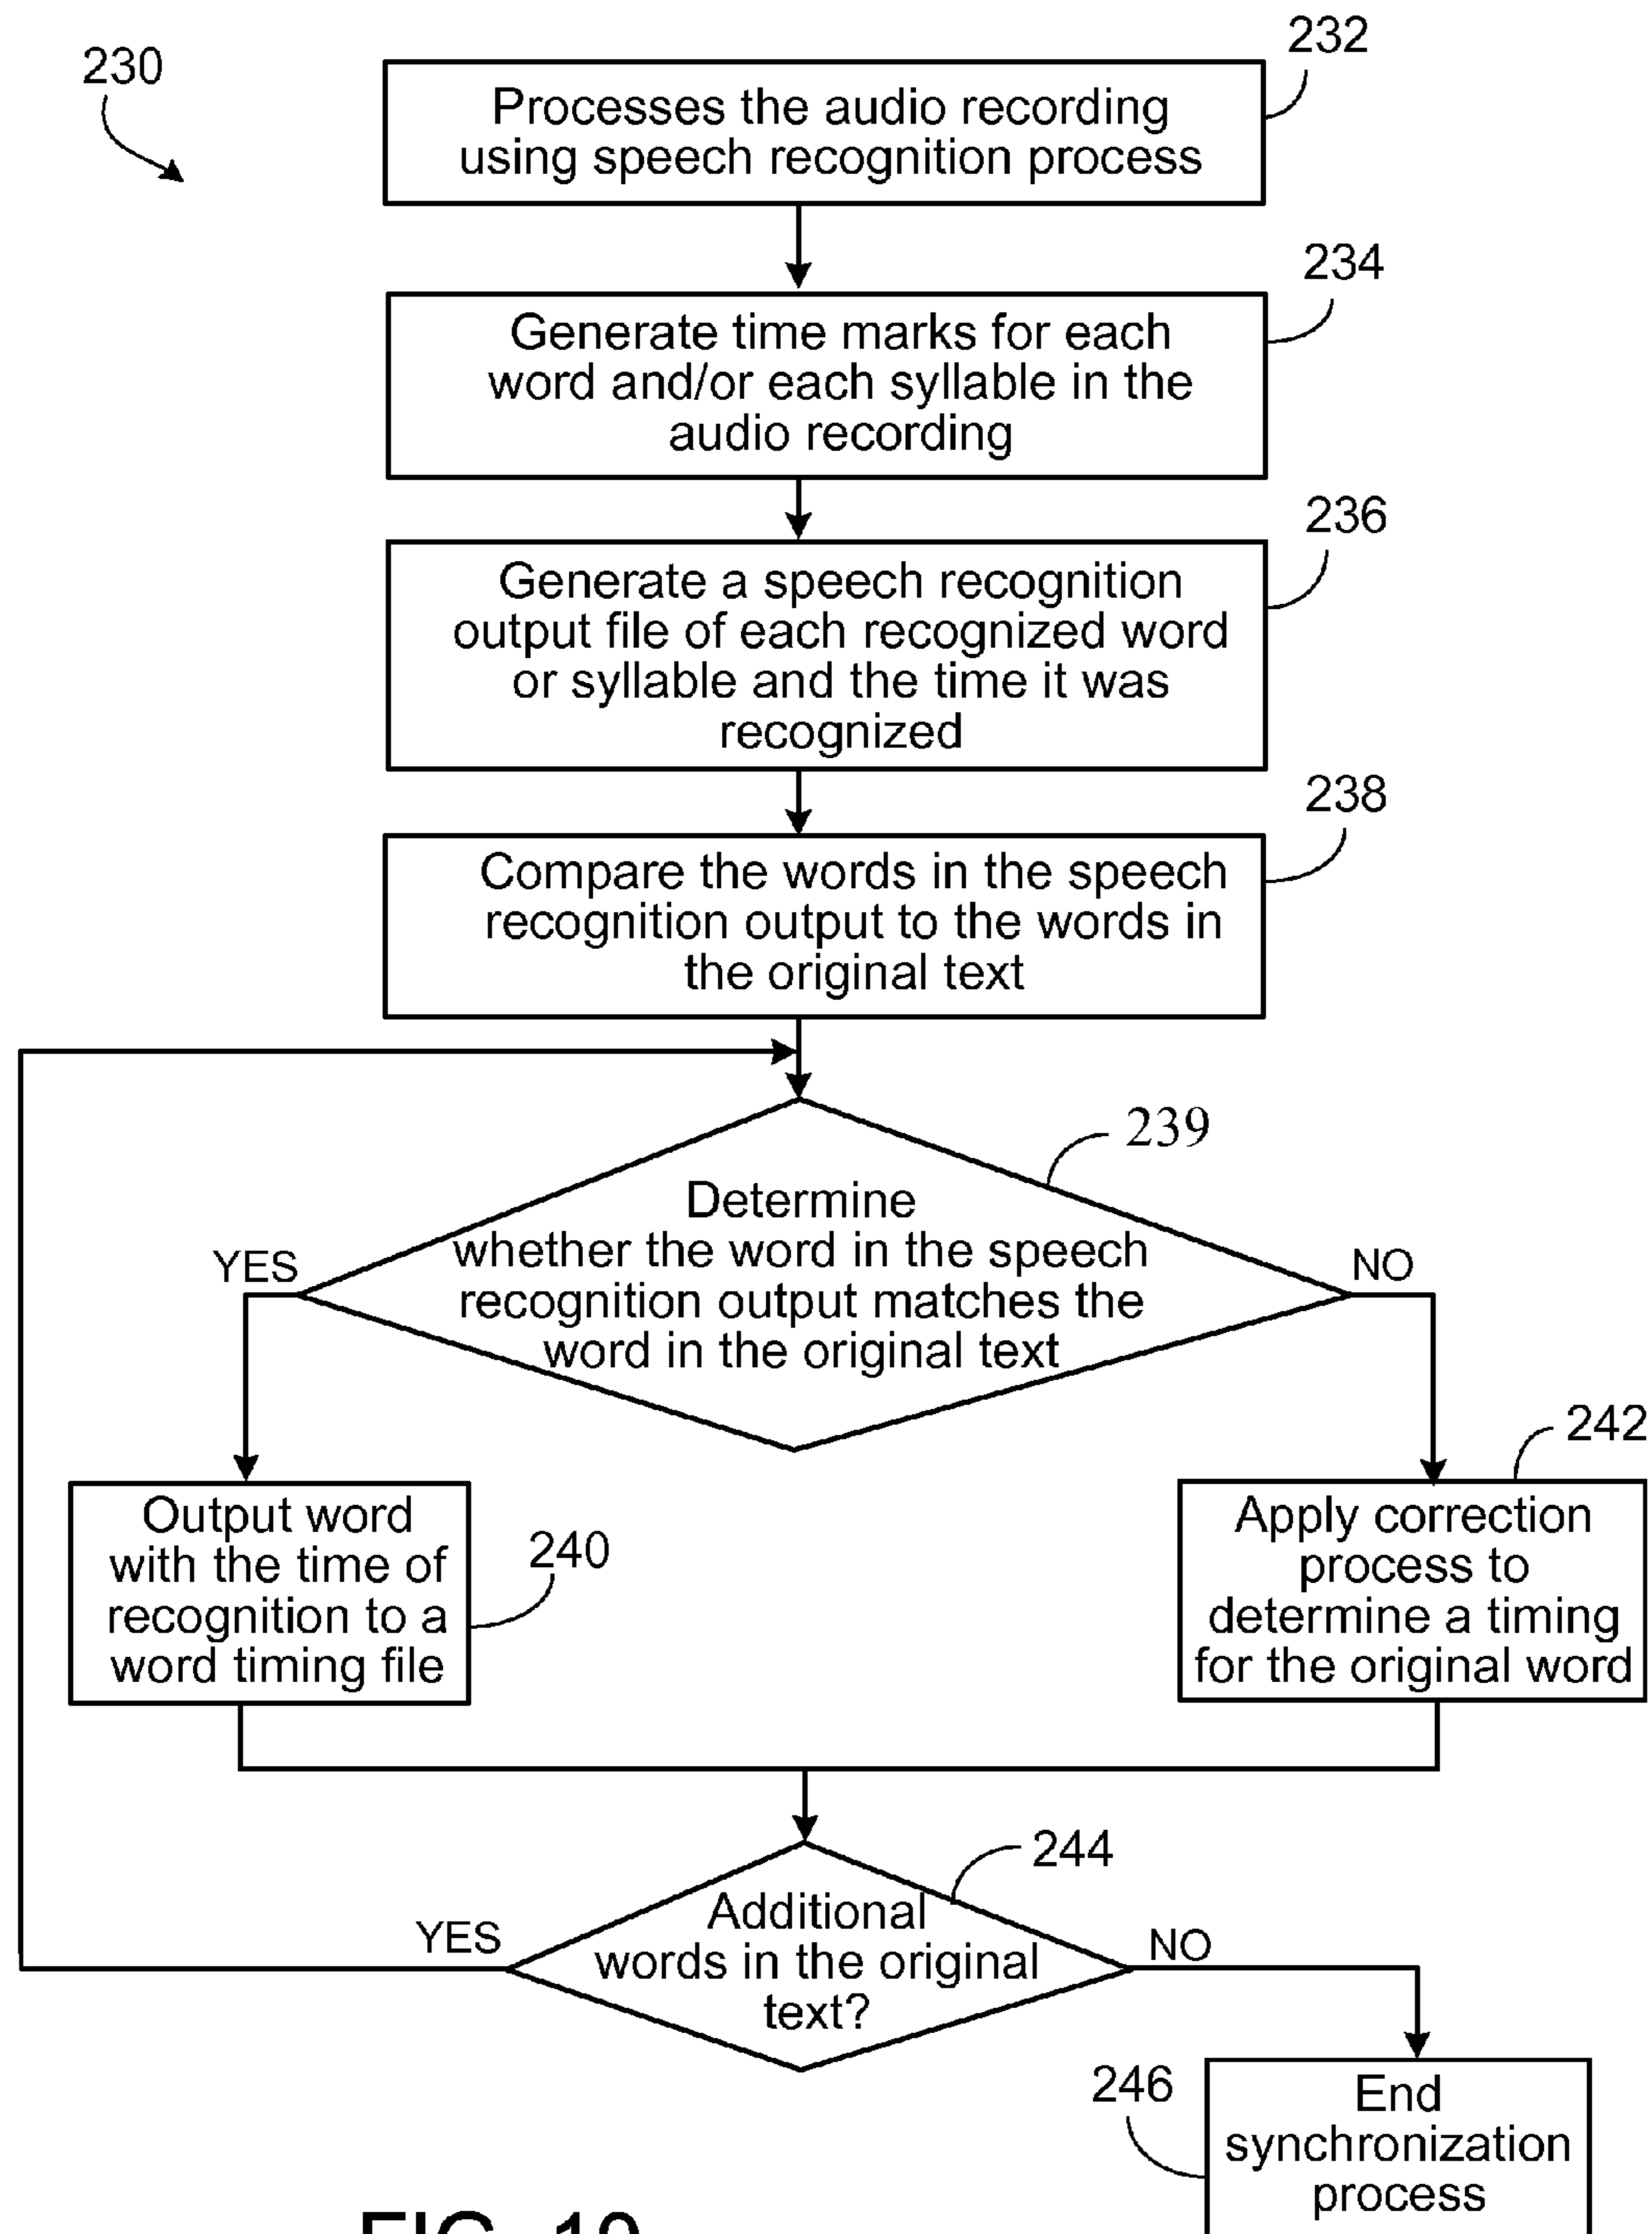 230
232
Processes the audio recording
using speech recognition process
234
Generate time marks for each
word and/or each syllable in the
audio recording
236
Generate a speech recognition
output file of each recognized word
or syllable and the time it was
recognized
238
Compare the words in the speech
recognition output to the words in
the original text
239
Determine
whether the word in the speech
recognition output matches the
word in the original text
YES
NO
240
Output word
with the time of
recognition to a
word timing file
242
Apply correction
process to
determine a timing
for the original word
244
Additional
words in the original
text?
YES
NO
246
End
synchronization
process
FIG.